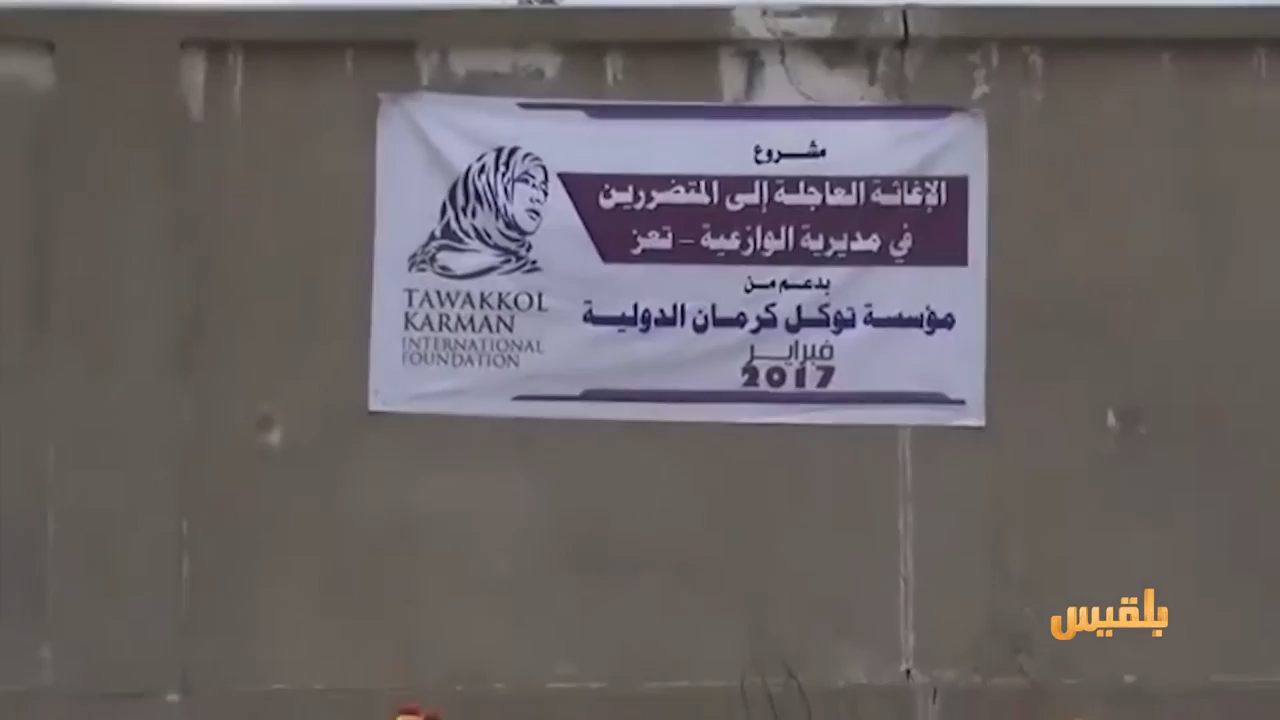 مشروع
الإغاثة العاجلة إلى المتضررين
في مديرية الوازعية - تعز
بدعم من
مؤسسة توكل كرمان الدولية
فبراير
2017
TAWAKKOL
KARMAN
INTERNATIONAL
FOUNDATION
بلقيس